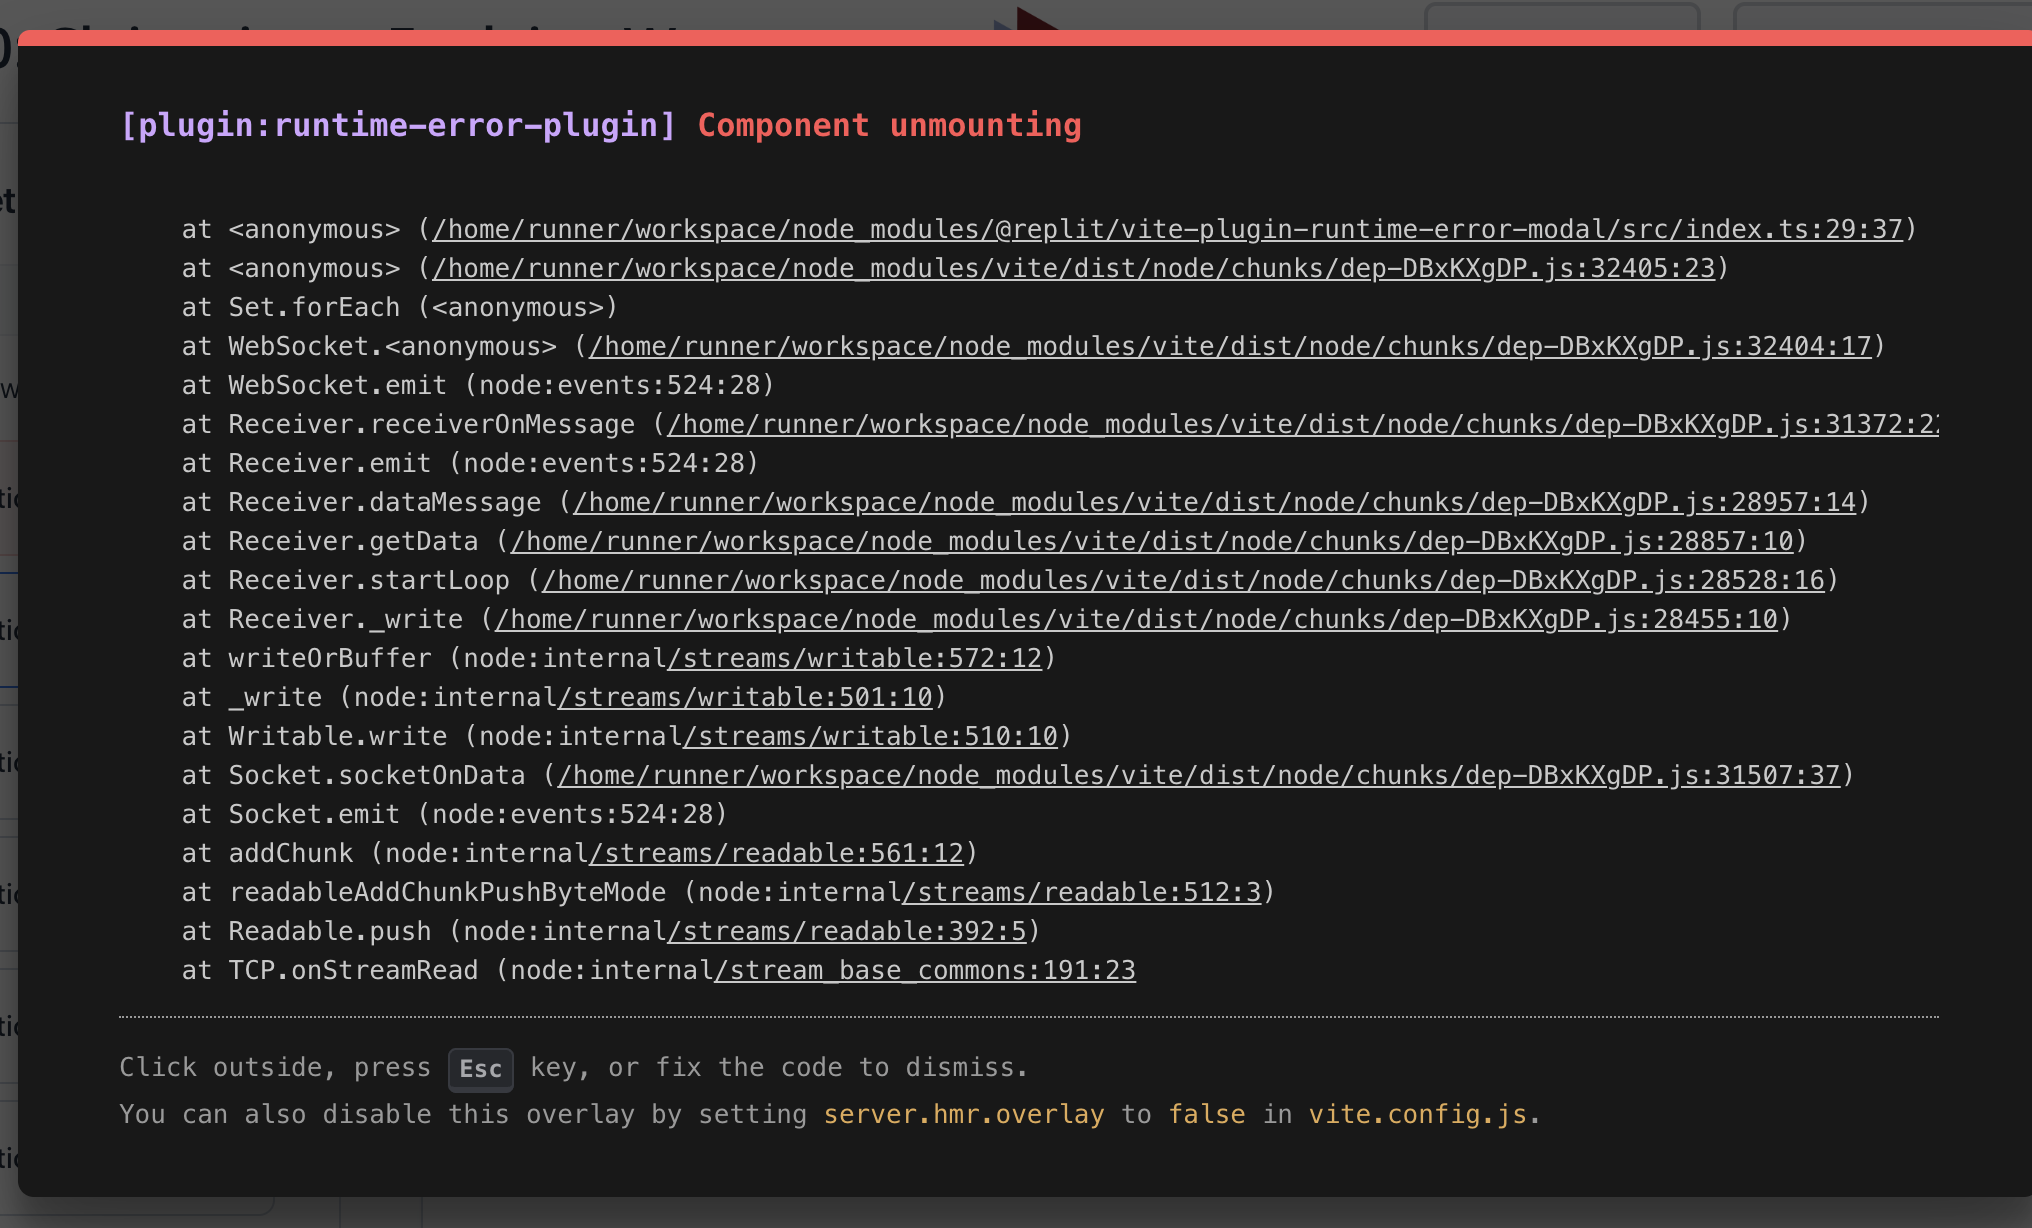 [plugin:runtime-error-plugin] Component unmounting
at <anonymous> (/home/runner/workspace/node_modules/@replit/vite-plugin-runtime-error-modal/src/index.ts:29:37)
at <anonymous> (/home/runner/workspace/node_modules/vite/dist/node/chunks/dep-DBxKXgDP.js:32405:23)
at Set.forEach (<anonymous>)
at WebSocket.<anonymous> (/home/runner/workspace/node_modules/vite/dist/node/chunks/dep-DBxKXgDP.js:32404:17)
at WebSocket.emit (node:events:524:28)
at Receiver.receiverOnMessage (/home/runner/workspace/node_modules/vite/dist/node/chunks/dep-DBxKXgDP.js:31372:22
at Receiver.emit (node:events:524:28)
at Receiver.dataMessage (/home/runner/workspace/node_modules/vite/dist/node/chunks/dep-DBxKXgDP.js:28957:14)
at Receiver.getData (/home/runner/workspace/node_modules/vite/dist/node/chunks/dep-DBxKXgDP.js:28857:10)
at Receiver.startLoop (/home/runner/workspace/node_modules/vite/dist/node/chunks/dep-DBxKXgDP.js:28528:16)
at Receiver._write (/home/runner/workspace/node_modules/vite/dist/node/chunks/dep-DBxKXgDP.js:28455:10)
at writeOrBuffer (node:internal/streams/writable:572:12)
at _write (node:internal/streams/writable:501:10)
at Writable.write (node:internal/streams/writable:510:10)
at Socket.socketOnData (/home/runner/workspace/node_modules/vite/dist/node/chunks/dep-DBxKXgDP.js:31507:37)
at Socket.emit (node:events:524:28)
at addChunk (node:internal/streams/readable:561:12)
at readableAddChunkPushByteMode (node:internal/streams/readable:512:3)
at Readable.push (node:internal/streams/readable:392:5)
at TCP.onStreamRead (node:internal/stream_base_commons:191:23
Click outside, press Esc key, or fix the code to dismiss.
You can also disable this overlay by setting server.hmr.overlay to false in vite.config.js.